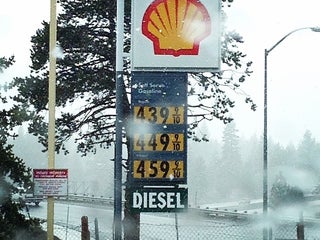 Self Serve
Gasoline
439 9/10
449 9/10
459 9/10
DIESEL